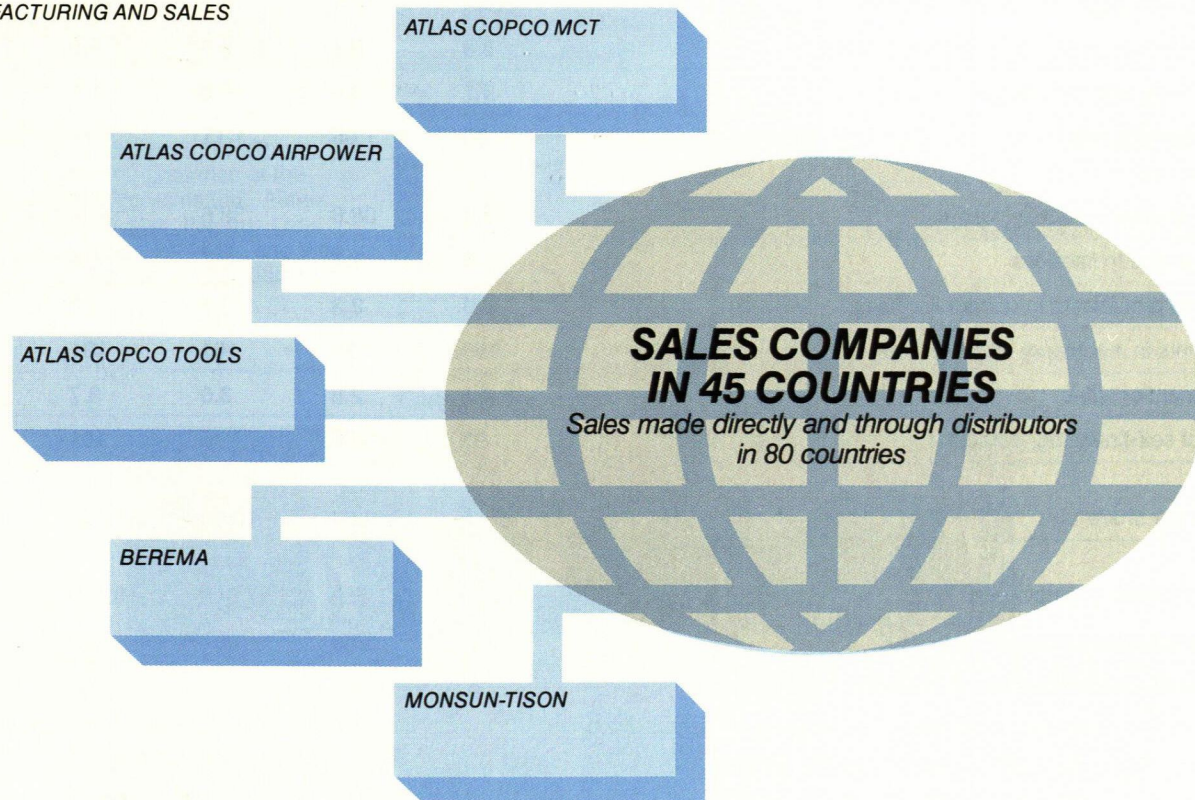 AND SALES
ATLAS COPCO MCT
ATLAS COPCO AIRPOWER
SALES COMPANIES
IN 45 COUNTRIES
Sales made directly and through distributors
in 80 countries
ATLAS COPCO TOOLS
BEREMA
MONSUN-TISON